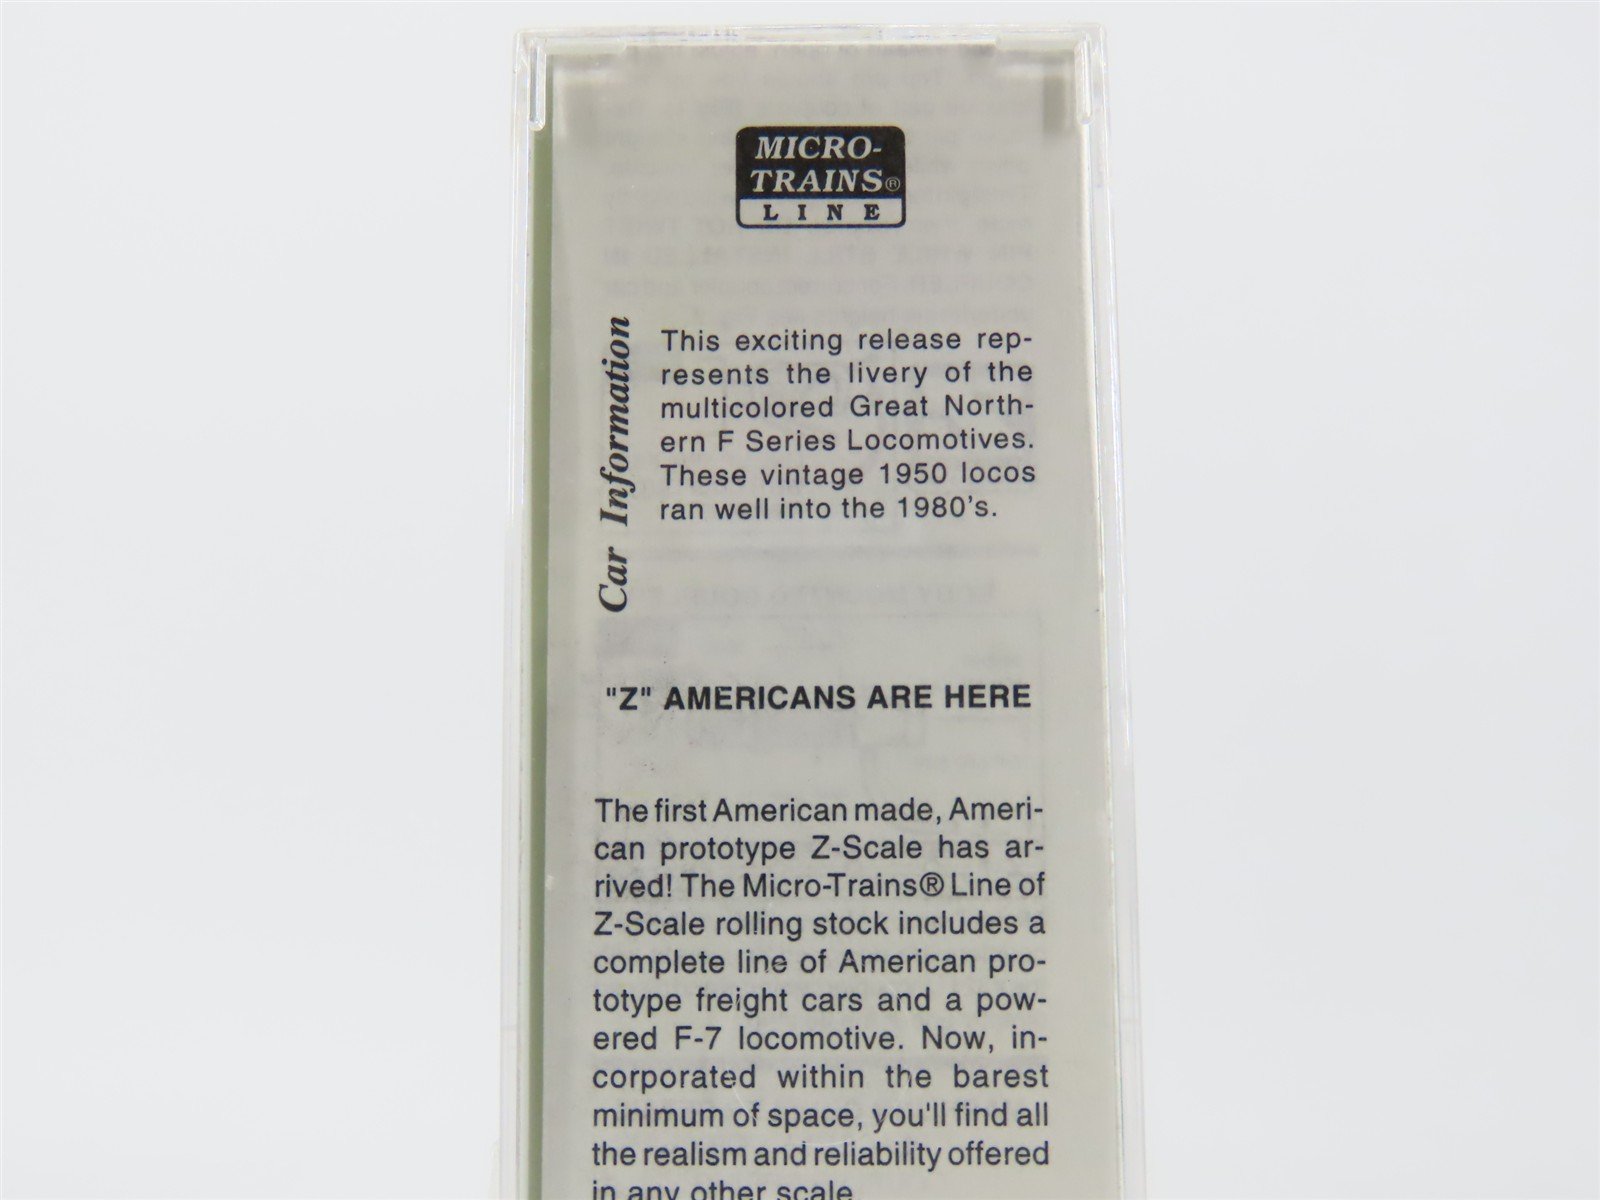 MICRO-
TRAINS®
LINE
Car Information
This exciting release rep-
resents the livery of the
multicolored Great North-
ern F Series Locomotives.
These vintage 1950 locos
ran well into the 1980's.
"Z" AMERICANS ARE HERE
The first American made, Ameri-
can prototype Z-Scale has ar-
rived! The Micro-Trains® Line of
Z-Scale rolling stock includes a
complete line of American pro-
totype freight cars and a pow-
ered F-7 locomotive. Now, in-
corporated within the barest
minimum of space, you'll find all
the realism and reliability offered
in any other scale.